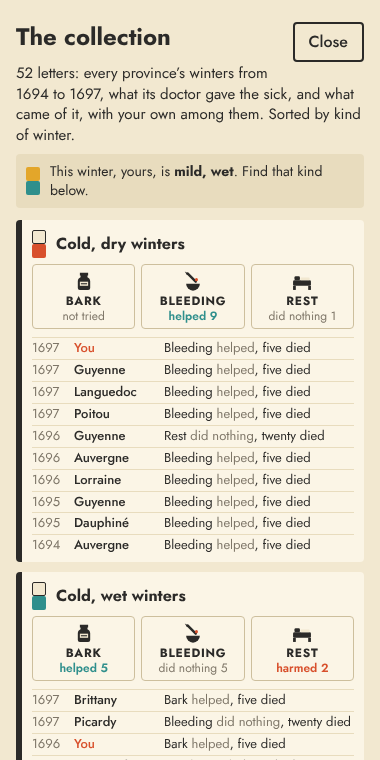 The collection
Close
52 letters: every province's winters from
1694 to 1697, what its doctor gave the sick, and what
came of it, with your own among them. Sorted by kind
of winter.
This winter, yours, is mild, wet. Find that kind
below.
Cold, dry winters
BARK
not tried
BLEEDING
helped 9
REST
did nothing 1
1697 You Bleeding helped, five died
1697 Guyenne Bleeding helped, five died
1697 Languedoc Bleeding helped, five died
1697 Poitou Bleeding helped, five died
1696 Guyenne Rest did nothing, twenty died
1696 Auvergne Bleeding helped, five died
1696 Lorraine Bleeding helped, five died
1695 Guyenne Bleeding helped, five died
1695 Dauphiné Bleeding helped, five died
1694 Auvergne Bleeding helped, five died
Cold, wet winters
BARK
helped 5
BLEEDING
did nothing 5
REST
harmed 2
1697 Brittany Bark helped, five died
1697 Picardy Bleeding did nothing, twenty died
1696 You Bark helped, five died